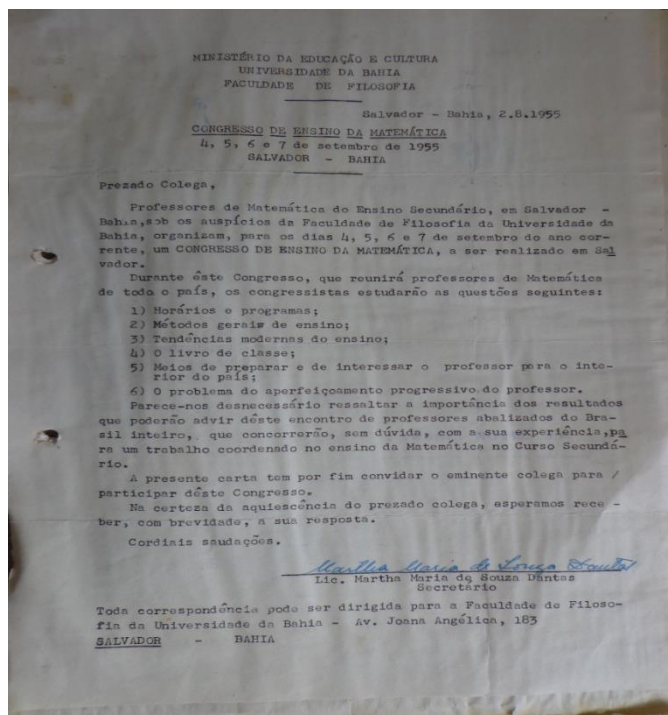 MINISTÉRIO DA EDUCAÇÃO E CULTURA
UNIVERSIDADE DA BAHIA
FACULDADE DE FILOSOFIA
Salvador - Bahia, 2.8.1955
CONGRESSO DE ENSINO DA MATEMÁTICA
4, 5, 6 e 7 de setembro de 1955
SALVADOR - BAHIA
Prezado Colega,
Professores de Matemática do Ensino Secundário, em Salvador -
Bahia,sob os auspícios da Faculdade de Filosofia da Universidade da
Bahia, organizam, para os dias 4, 5, 6 e 7 de setembro do ano cor-
rente, um CONGRESSO DE ENSINO DA MATEMÁTICA, a ser realizado em Sal
vador.
Durante êste Congresso, que reunirá professores de Matemática
de todo o país, os congressistas estudarão as questões seguintes:
1) Horários e programas;
2) Métodos gerais de ensino;
3) Tendências modernas do ensino;
4) O livro de classe;
5) Meios de preparar e de interessar o professor para o inte-
rior do país;
6) O problema do aperfeiçoamento progressivo do professor.
Parece-nos desnecessário ressaltar a importância dos resultados
que poderão advir dêste encontro de professores abalizados do Bra-
sil inteiro, que concorrerão, sem dúvida, com a sua experiência,pa
ra um trabalho coordenado no ensino da Matemática no Curso Secundá-
rio.
A presente carta tem por fim convidar o eminente colega para /
participar dêste Congresso.
Na certeza da aquiescência do prezado colega, esperamos rece -
ber, com brevidade, a sua resposta.
Cordiais saudações.
Martha Maria de Souza Dantas
Lic. Martha Maria de Souza Dantas
Secretário
Toda correspondência pode ser dirigida para a Faculdade de Filoso-
fia da Universidade da Bahia - Av. Joana Angélica, 183
SALVADOR - BAHIA